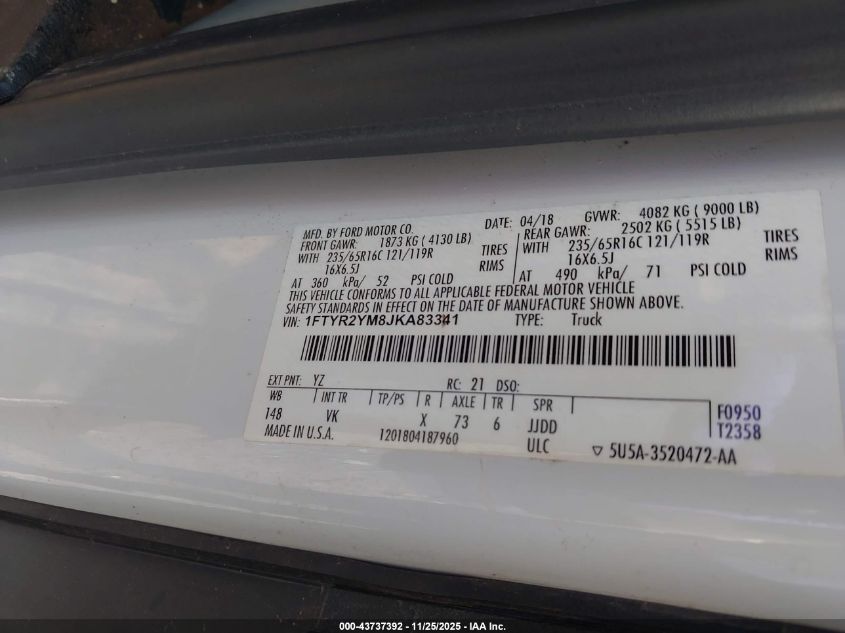 MFD. BY FORD MOTOR CO. DATE: 04/18 GVWR: 4082 KG ( 9000 LB)
FRONT GAWR: 1873 KG ( 4130 LB) REAR GAWR: 2502 KG ( 5515 LB)
WITH 235/65R16C 121/119R TIRES WITH 235/65R16C 121/119R TIRES
16X6.5J RIMS 16X6.5J RIMS
AT 360 kPa/ 52 PSI COLD AT 490 kPa/ 71 PSI COLD
THIS VEHICLE CONFORMS TO ALL APPLICABLE FEDERAL MOTOR VEHICLE
SAFETY STANDARDS IN EFFECT ON THE DATE OF MANUFACTURE SHOWN ABOVE.
VIN: 1FTYR2YM8JKA83341 TYPE: Truck
EXT PNT: YZ RC: 21 DSO:
WB INT TR TP/PS R AXLE TR SPR F0950
148 VK X 73 6 JJDD T2358
MADE IN U.S.A. 1201804187960 ULC 5U5A-3520472-AA
000-43737392 - 11/25/2025 - IAA Inc.